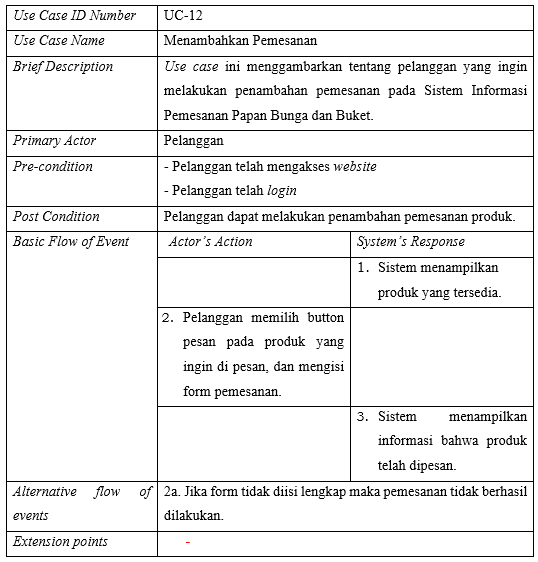 Use Case ID Number UC-12
Use Case Name Menambahkan Pemesanan
Brief Description Use case ini menggambarkan tentang pelanggan yang ingin
melakukan penambahan pemesanan pada Sistem Informasi
Pemesanan Papan Bunga dan Buket.
Primary Actor Pelanggan
Pre-condition - Pelanggan telah mengakses website
- Pelanggan telah login
Post Condition Pelanggan dapat melakukan penambahan pemesanan produk.
Basic Flow of Event Actor's Action System's Response
1. Sistem menampilkan
produk yang tersedia.
2. Pelanggan memilih button
pesan pada produk yang
ingin di pesan, dan mengisi
form pemesanan.
3. Sistem menampilkan
informasi bahwa produk
telah dipesan.
Alternative flow of 2a. Jika form tidak diisi lengkap maka pemesanan tidak berhasil
events dilakukan.
Extension points -